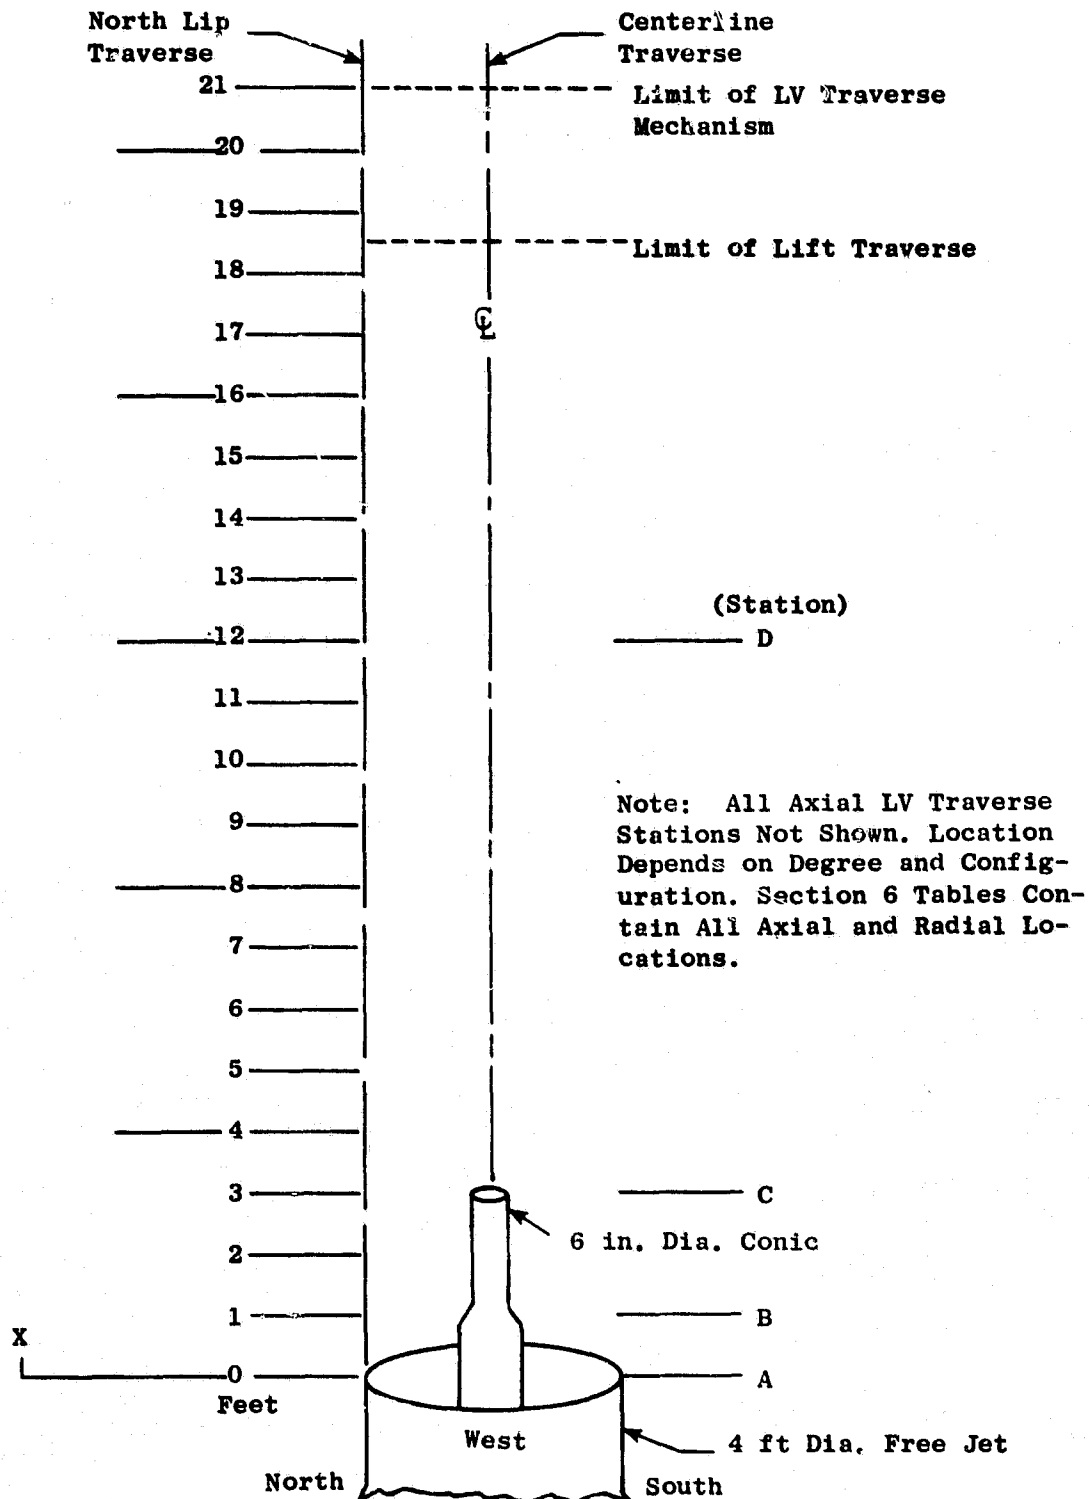 North Lip
Traverse
Centerline
Traverse
21
Limit of LV Traverse
Mechanism
20
19
Limit of Lift Traverse
18
17
℄
16
15
14
13
(Station)
12
D
11
10
Note: All Axial LV Traverse
Stations Not Shown. Location
Depends on Degree and Config-
uration. Section 6 Tables Con-
tain All Axial and Radial Lo-
cations.
9
8
7
6
5
4
3
C
6 in. Dia. Conic
2
1
B
X
0
A
Feet
West
4 ft Dia. Free Jet
North
South